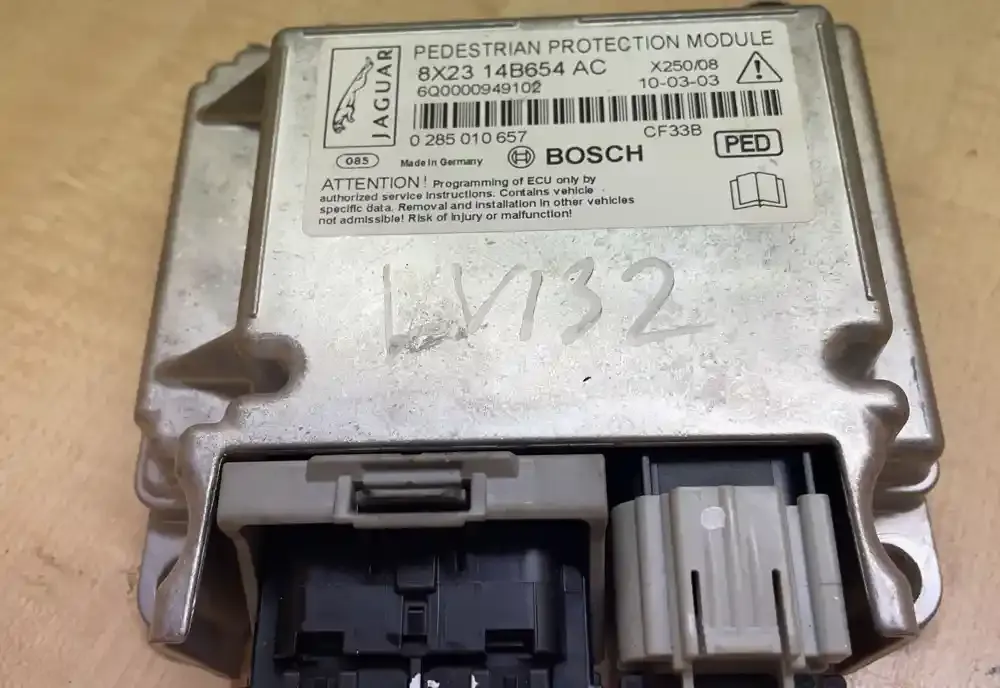 JAGUAR
PEDESTRIAN PROTECTION MODULE
8X23 14B654 AC X250/08
6Q0000949102 10-03-03
0 285 010 657 CF33B
085 Made in Germany BOSCH PED
ATTENTION! Programming of ECU only by
authorized service instructions. Contains vehicle
specific data. Removal and installation in other vehicles
not admissible! Risk of injury or malfunction!
LV132